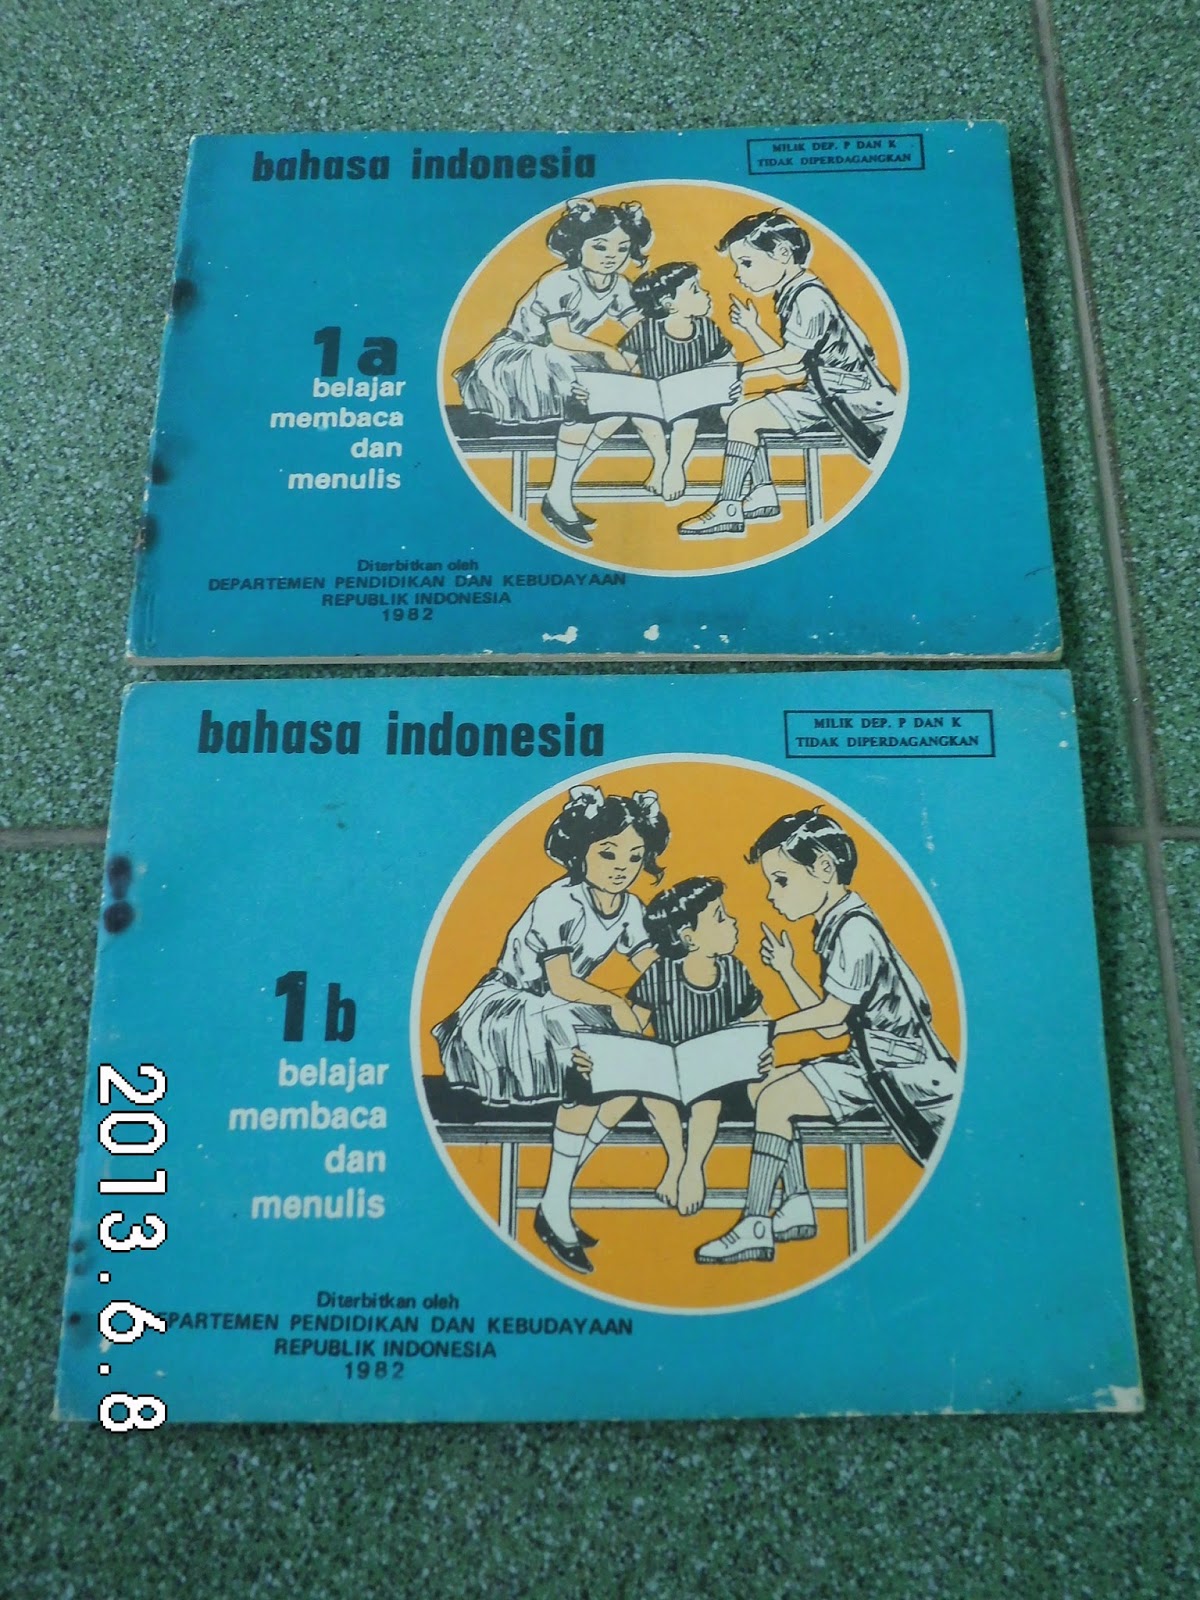 bahasa indonesia
MILIK DEP. P DAN K
TIDAK DIPERDAGANGKAN
1a
belajar
membaca
dan
menulis
Diterbitkan oleh
DEPARTEMEN PENDIDIKAN DAN KEBUDAYAAN
REPUBLIK INDONESIA
1982
bahasa indonesia
MILIK DEP. P DAN K
TIDAK DIPERDAGANGKAN
1b
belajar
membaca
dan
menulis
Diterbitkan oleh
EPARTEMEN PENDIDIKAN DAN KEBUDAYAAN
REPUBLIK INDONESIA
1982
2013.6.8